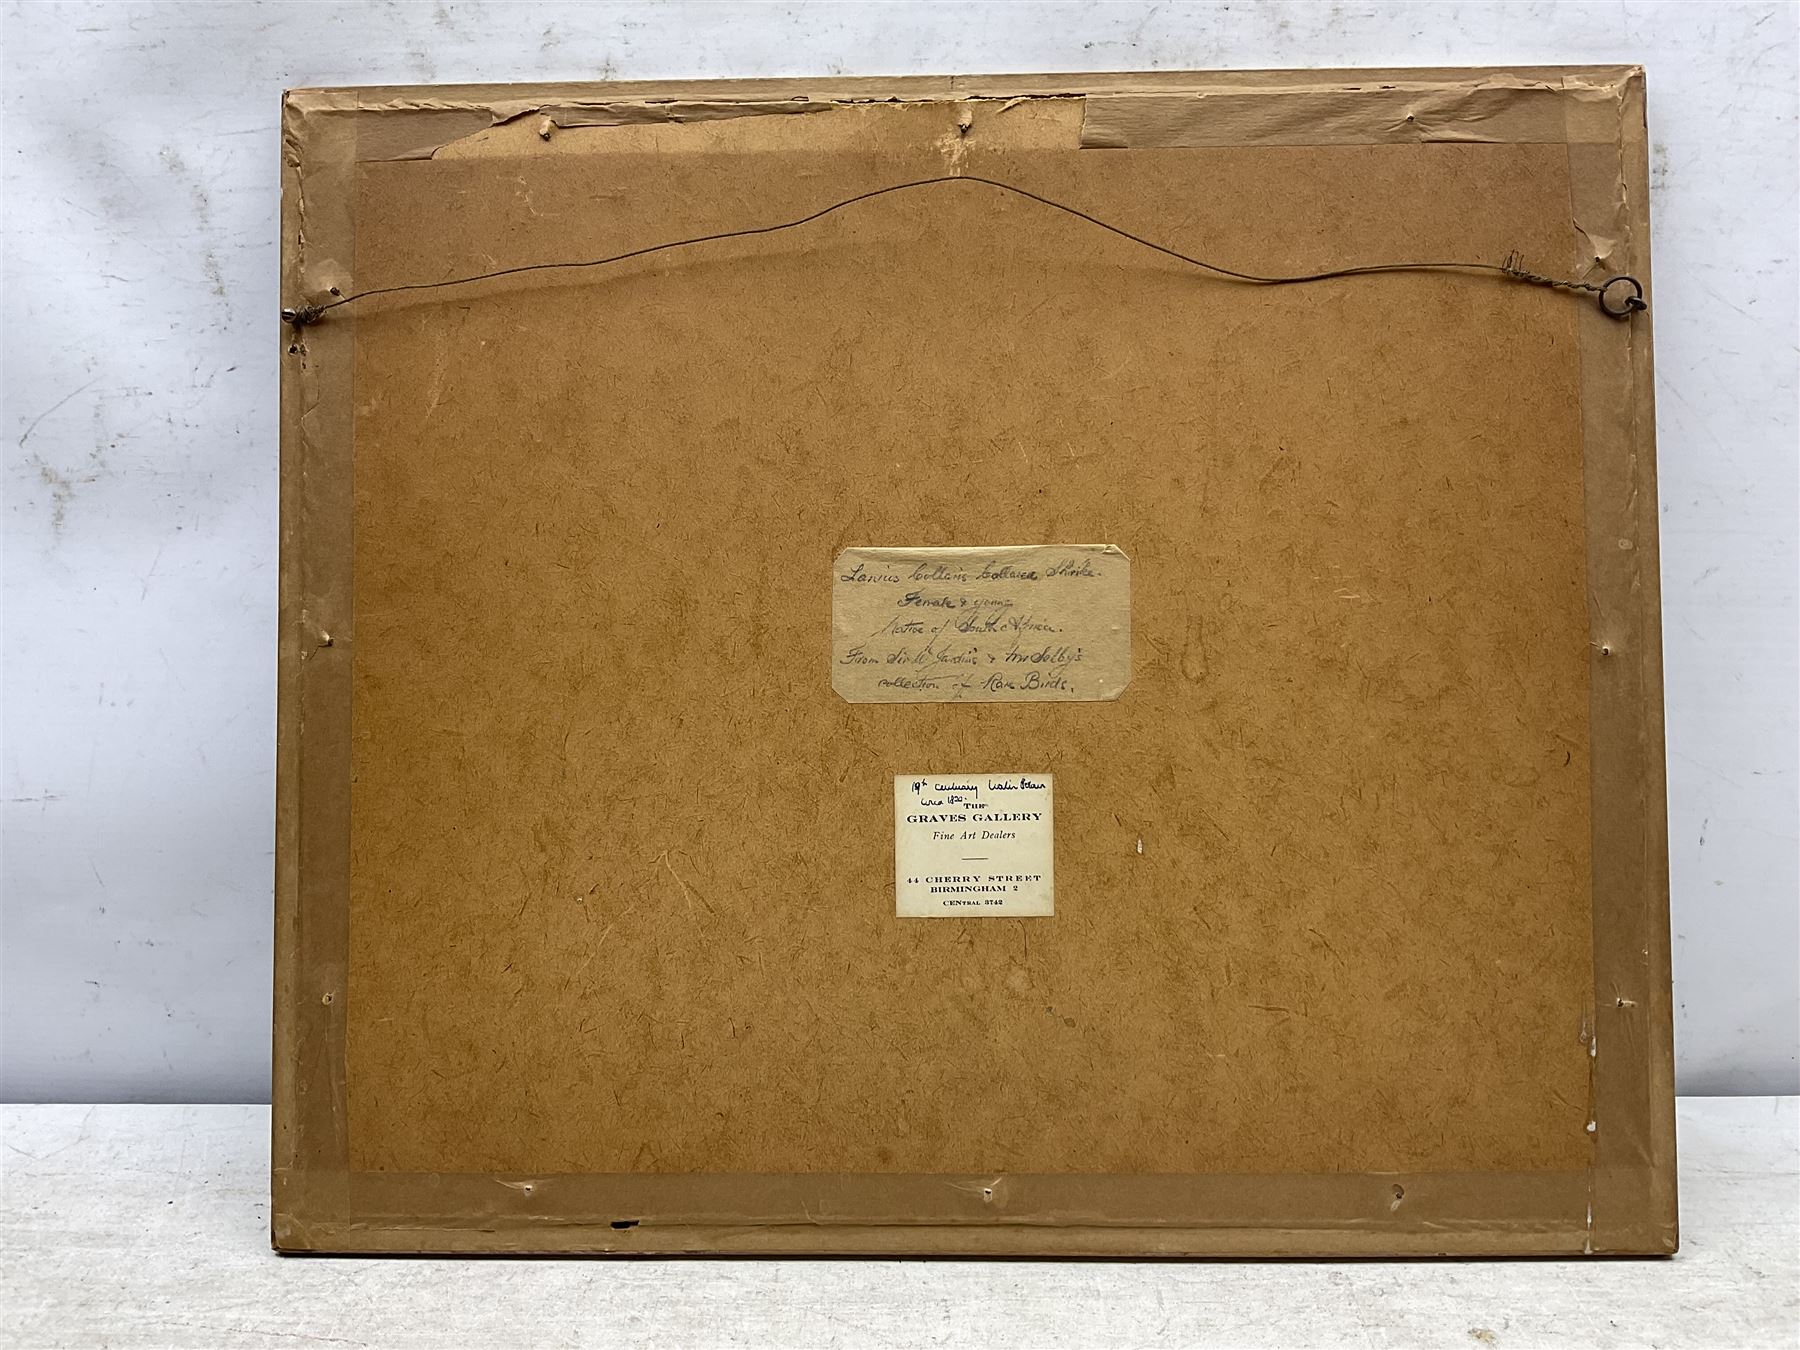 Lanius Collaris Collared Shrike.
Female & young
Native of South Africa.
From Sir W Jardine's & Mr Selby's
collection of Rare Birds.
19th century
Circa 1820.
THE
GRAVES GALLERY
Fine Art Dealers
44 CHERRY STREET
BIRMINGHAM 2
CENTRAL 3742